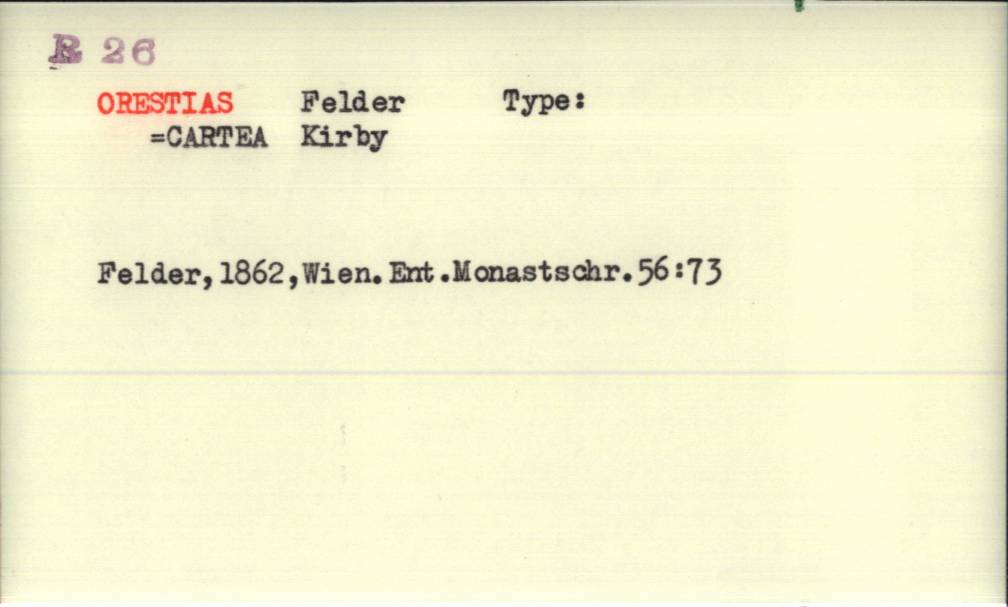 R 26
ORESTIAS Felder Type:
=CARTEA Kirby
Felder,1862,Wien.Ent.Monastschr.56:73